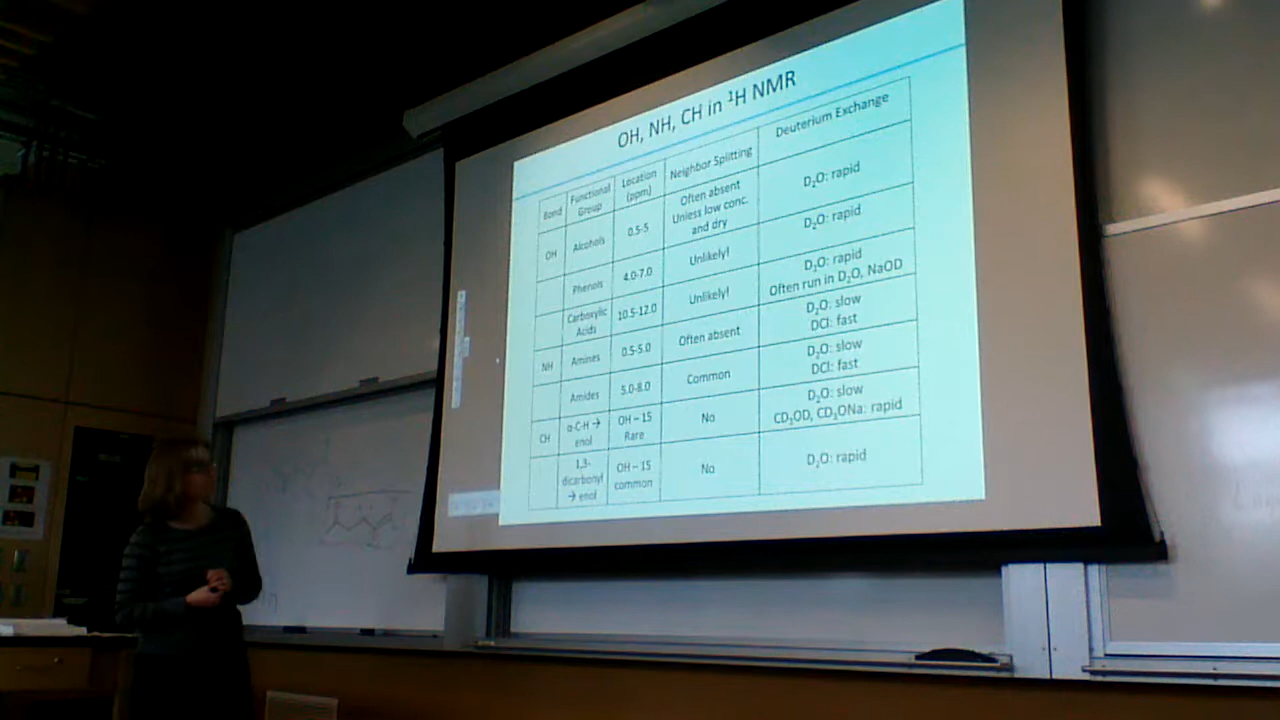 OH, NH, CH in ¹H NMR
Bond
Functional
Group
Location
(ppm)
Neighbor Splitting
Deuterium Exchange
OH
Alcohols
0.5-5
Often absent
Unless low conc.
and dry
D₂O: rapid
Phenols
4.0-7.0
Unlikely!
D₂O: rapid
Carboxylic
Acids
10.5-12.0
Unlikely!
D₂O: rapid
Often run in D₂O, NaOD
NH
Amines
0.5-5.0
Often absent
D₂O: slow
DCl: fast
Amides
5.0-8.0
Common
D₂O: slow
DCl: fast
CH
α-C-H →
enol
OH – 15
Rare
No
D₂O: slow
CD₃OD, CD₃ONa: rapid
1,3-
dicarbonyl
→ enol
OH – 15
common
No
D₂O: rapid